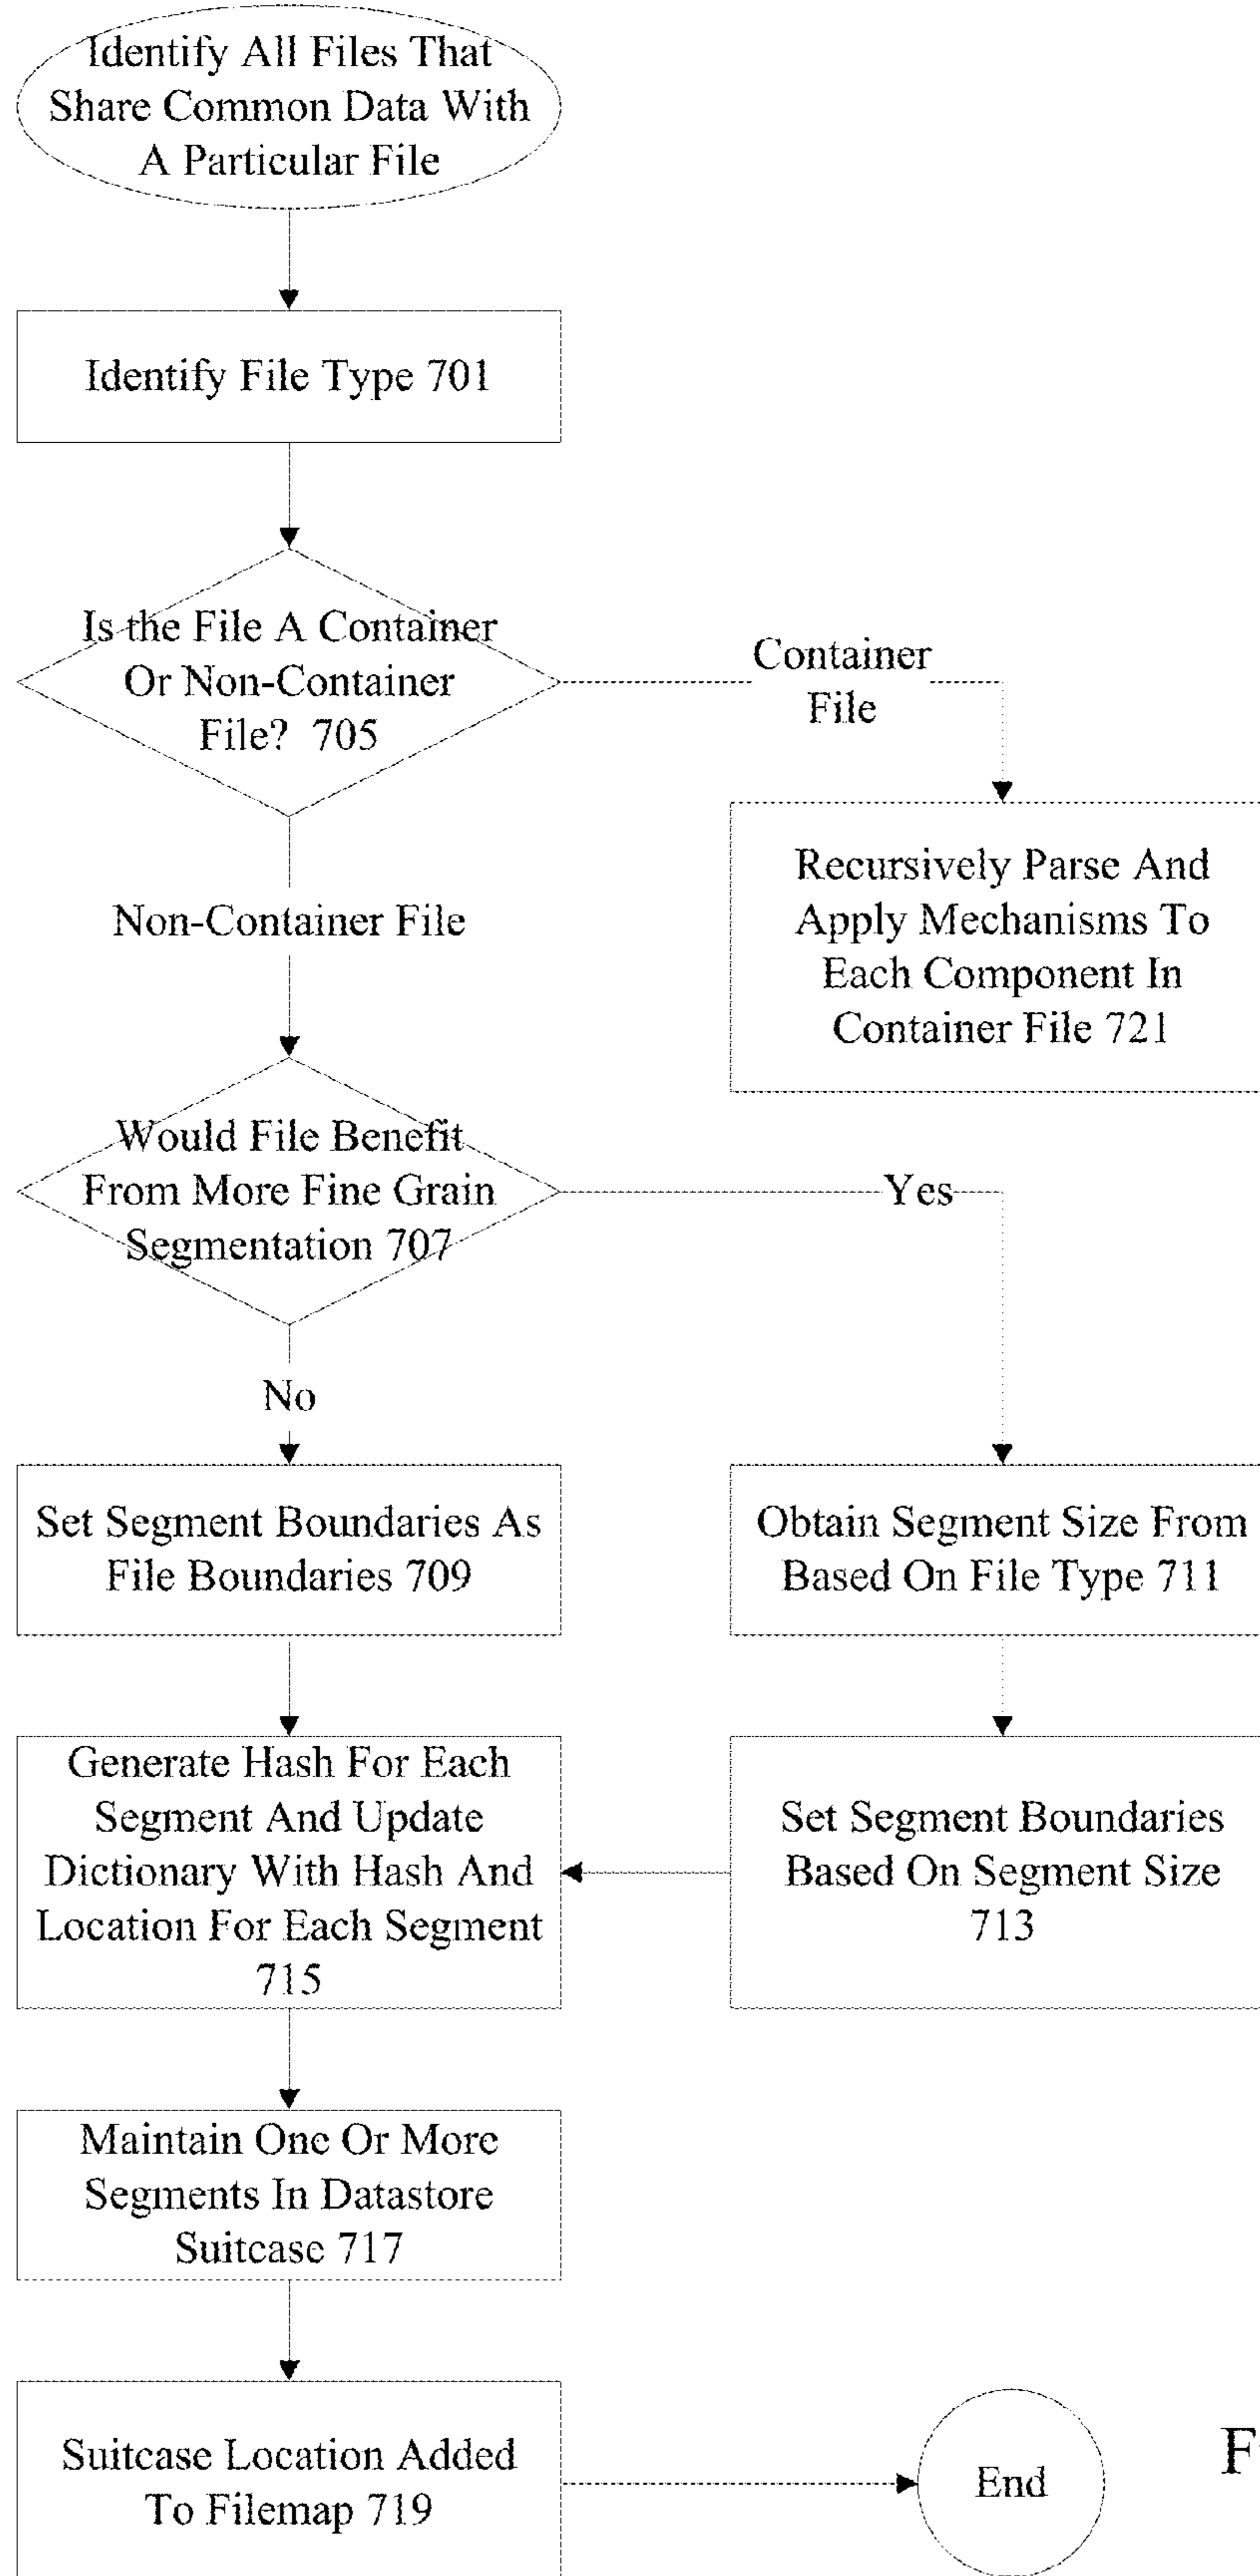 Identify All Files That
Share Common Data With
A Particular File
Identify File Type 701
Is the File A Container
Or Non-Container
File? 705
Container
File
Non-Container File
Recursively Parse And
Apply Mechanisms To
Each Component In
Container File 721
Would File Benefit
From More Fine Grain
Segmentation 707
Yes
No
Set Segment Boundaries As
File Boundaries 709
Obtain Segment Size From
Based On File Type 711
Generate Hash For Each
Segment And Update
Dictionary With Hash And
Location For Each Segment
715
Set Segment Boundaries
Based On Segment Size
713
Maintain One Or More
Segments In Datastore
Suitcase 717
Suitcase Location Added
To Filemap 719
End
F